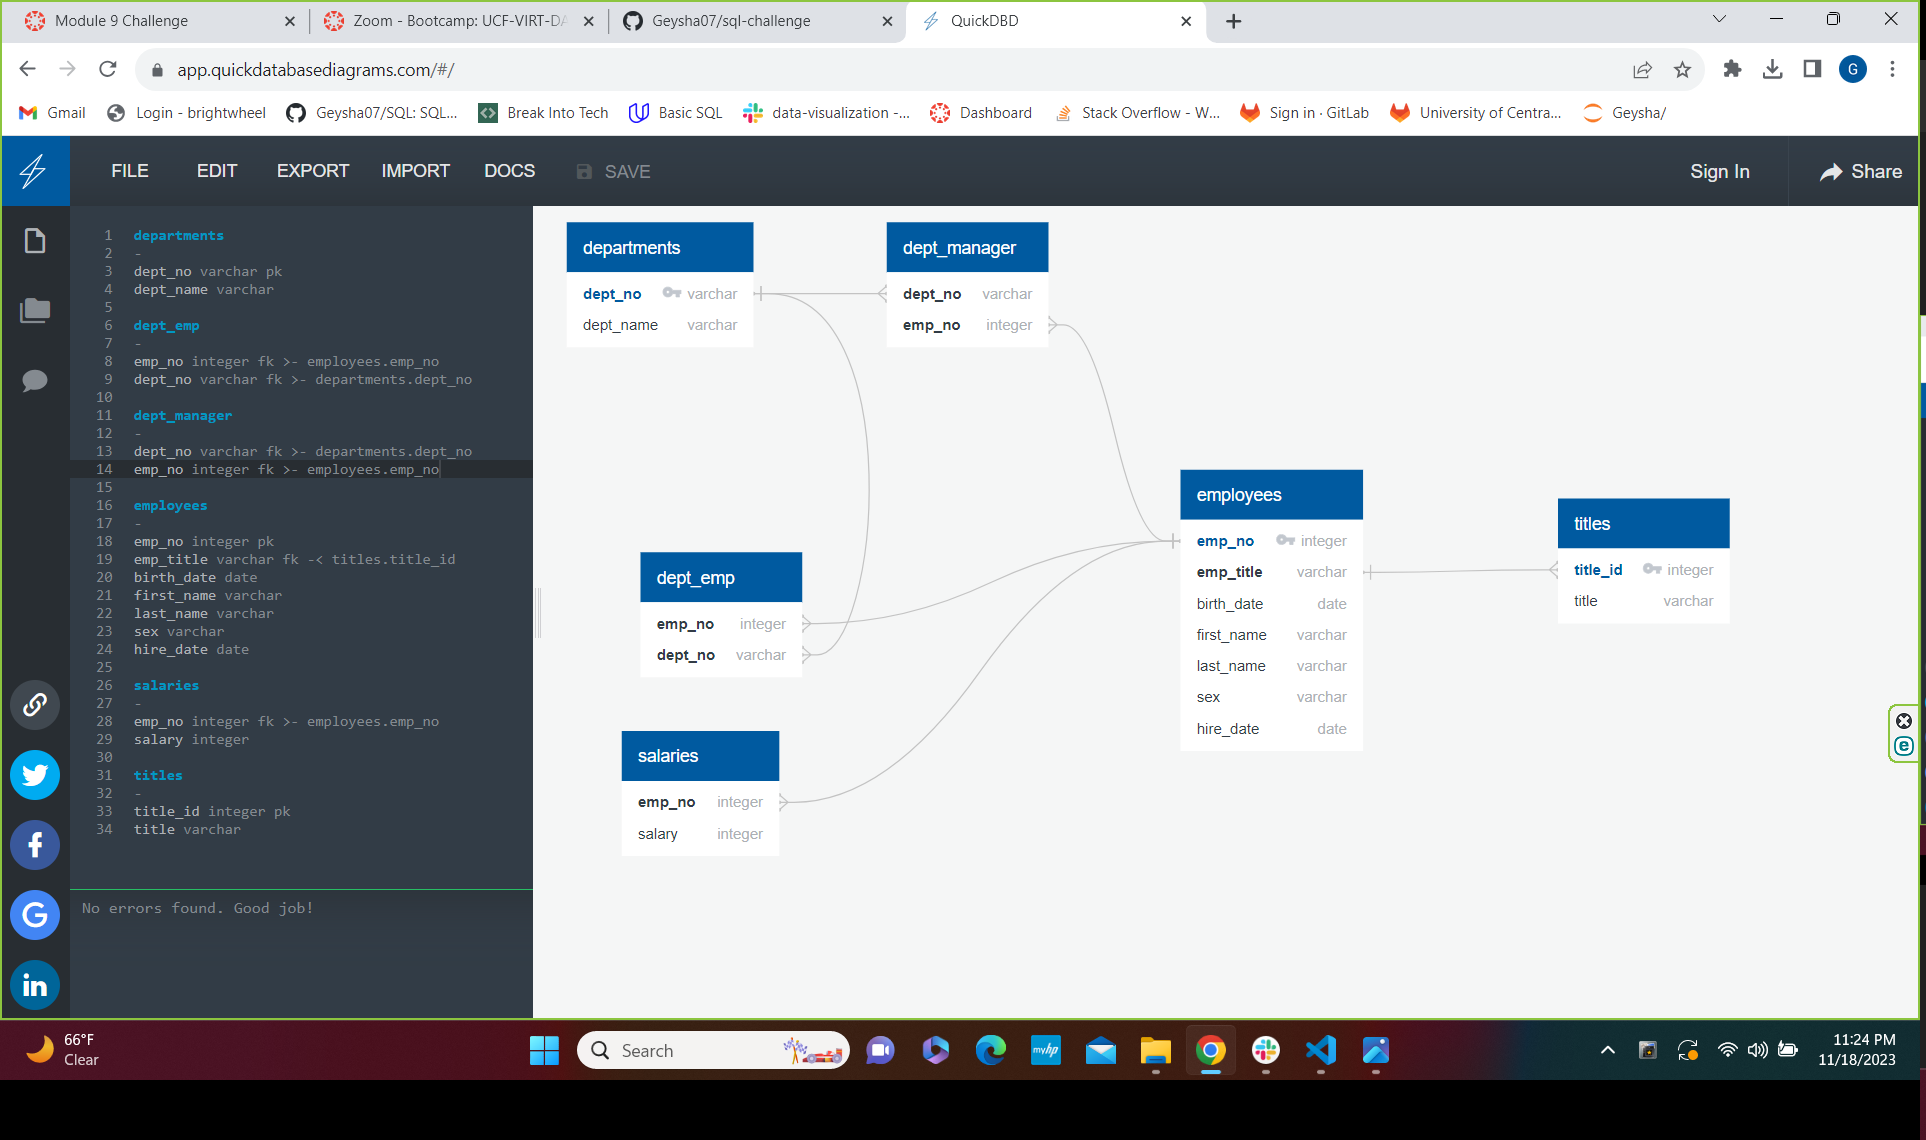 Module 9 Challenge
Zoom - Bootcamp: UCF-VIRT-DA
Geysha07/sql-challenge
QuickDBD
app.quickdatabasediagrams.com/#/
G
Gmail
Login - brightwheel
Geysha07/SQL: SQL...
Break Into Tech
Basic SQL
data-visualization -...
Dashboard
Stack Overflow - W...
Sign in · GitLab
University of Centra...
Geysha/
FILE
EDIT
EXPORT
IMPORT
DOCS
SAVE
Sign In
Share
1 departments
2 -
3 dept_no varchar pk
4 dept_name varchar
5
6 dept_emp
7 -
8 emp_no integer fk >- employees.emp_no
9 dept_no varchar fk >- departments.dept_no
10
11 dept_manager
12 -
13 dept_no varchar fk >- departments.dept_no
14 emp_no integer fk >- employees.emp_no
15
16 employees
17 -
18 emp_no integer pk
19 emp_title varchar fk -< titles.title_id
20 birth_date date
21 first_name varchar
22 last_name varchar
23 sex varchar
24 hire_date date
25
26 salaries
27 -
28 emp_no integer fk >- employees.emp_no
29 salary integer
30
31 titles
32 -
33 title_id integer pk
34 title varchar
No errors found. Good job!
departments
dept_no varchar
dept_name varchar
dept_manager
dept_no varchar
emp_no integer
dept_emp
emp_no integer
dept_no varchar
salaries
emp_no integer
salary integer
employees
emp_no integer
emp_title varchar
birth_date date
first_name varchar
last_name varchar
sex varchar
hire_date date
titles
title_id integer
title varchar
66°F
Clear
Search
myhp
11:24 PM
11/18/2023